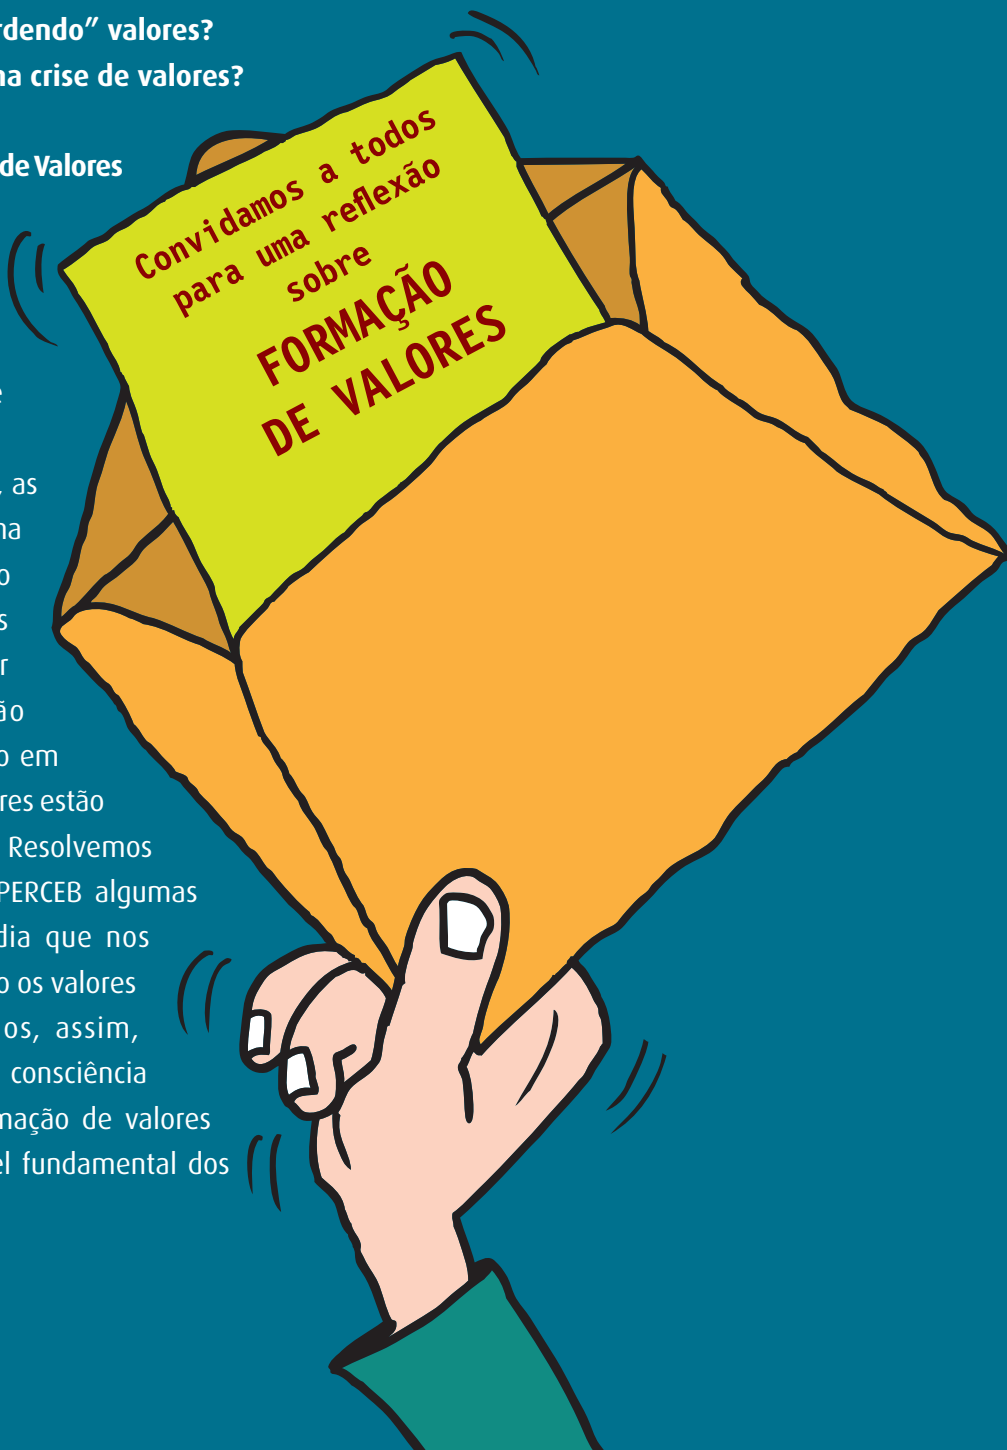 rdendo” valores?
na crise de valores?
de Valores
Convidamos a todos
para uma reflexão
sobre
FORMAÇÃO
DE VALORES
e
, as
na
o
s
r
ão
o em
res estão
Resolvemos
PERCEB algumas
dia que nos
o os valores
os, assim,
consciência
mação de valores
el fundamental dos